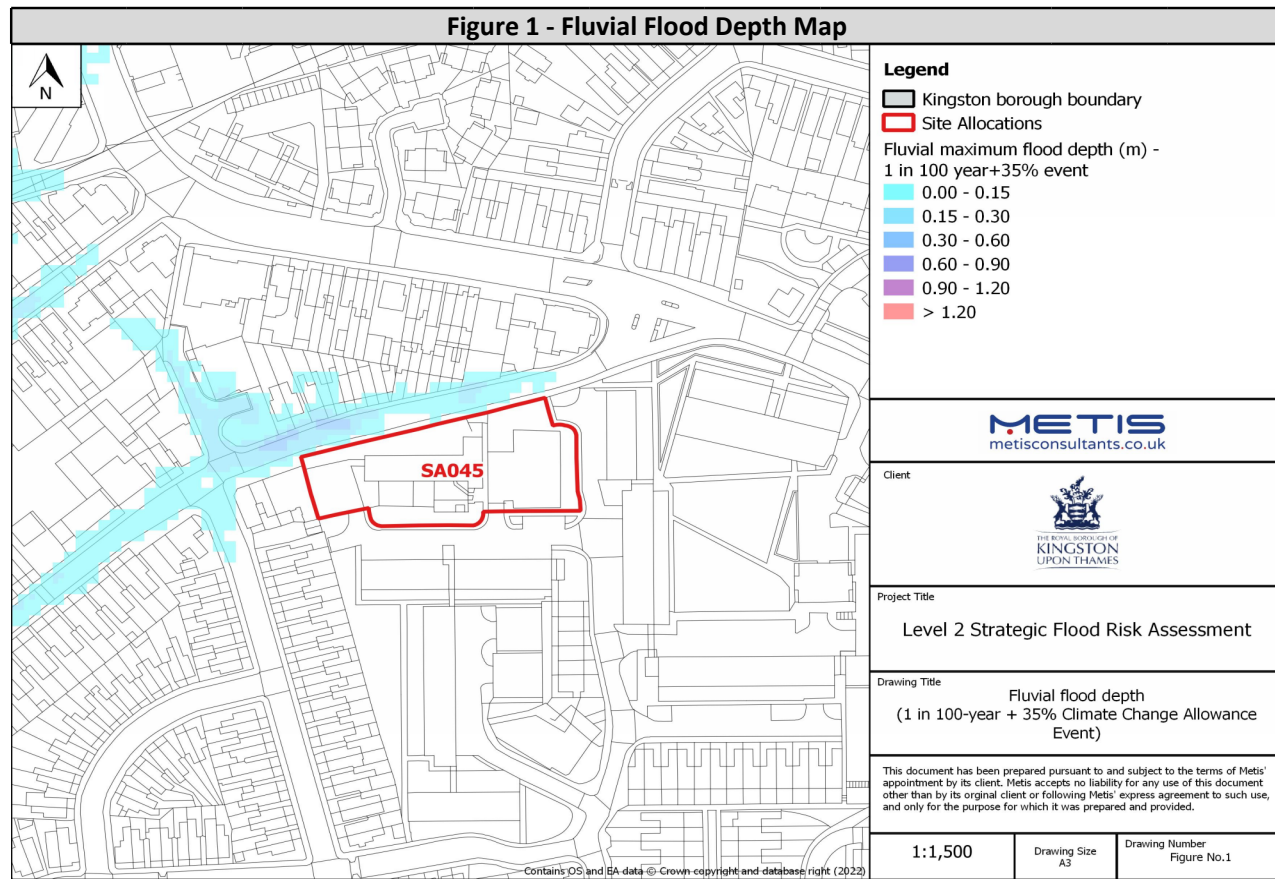 Figure 1 - Fluvial Flood Depth Map
N
SA045
Contains OS and EA data © Crown copyright and database right (2022)
Legend
Kingston borough boundary
Site Allocations
Fluvial maximum flood depth (m) -
1 in 100 year+35% event
0.00 - 0.15
0.15 - 0.30
0.30 - 0.60
0.60 - 0.90
0.90 - 1.20
> 1.20
METIS
metisconsultants.co.uk
Client
THE ROYAL BOROUGH OF
KINGSTON
UPON THAMES
Project Title
Level 2 Strategic Flood Risk Assessment
Drawing Title
Fluvial flood depth
(1 in 100-year + 35% Climate Change Allowance
Event)
This document has been prepared pursuant to and subject to the terms of Metis'
appointment by its client. Metis accepts no liability for any use of this document
other than by its orginal client or following Metis' express agreement to such use,
and only for the purpose for which it was prepared and provided.
1:1,500
Drawing Size
A3
Drawing Number
Figure No.1